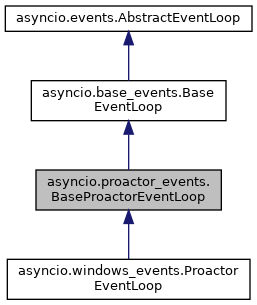 asyncio.events.AbstractEventLoop
asyncio.base_events.Base
EventLoop
asyncio.proactor_events.
BaseProactorEventLoop
asyncio.windows_events.Proactor
EventLoop